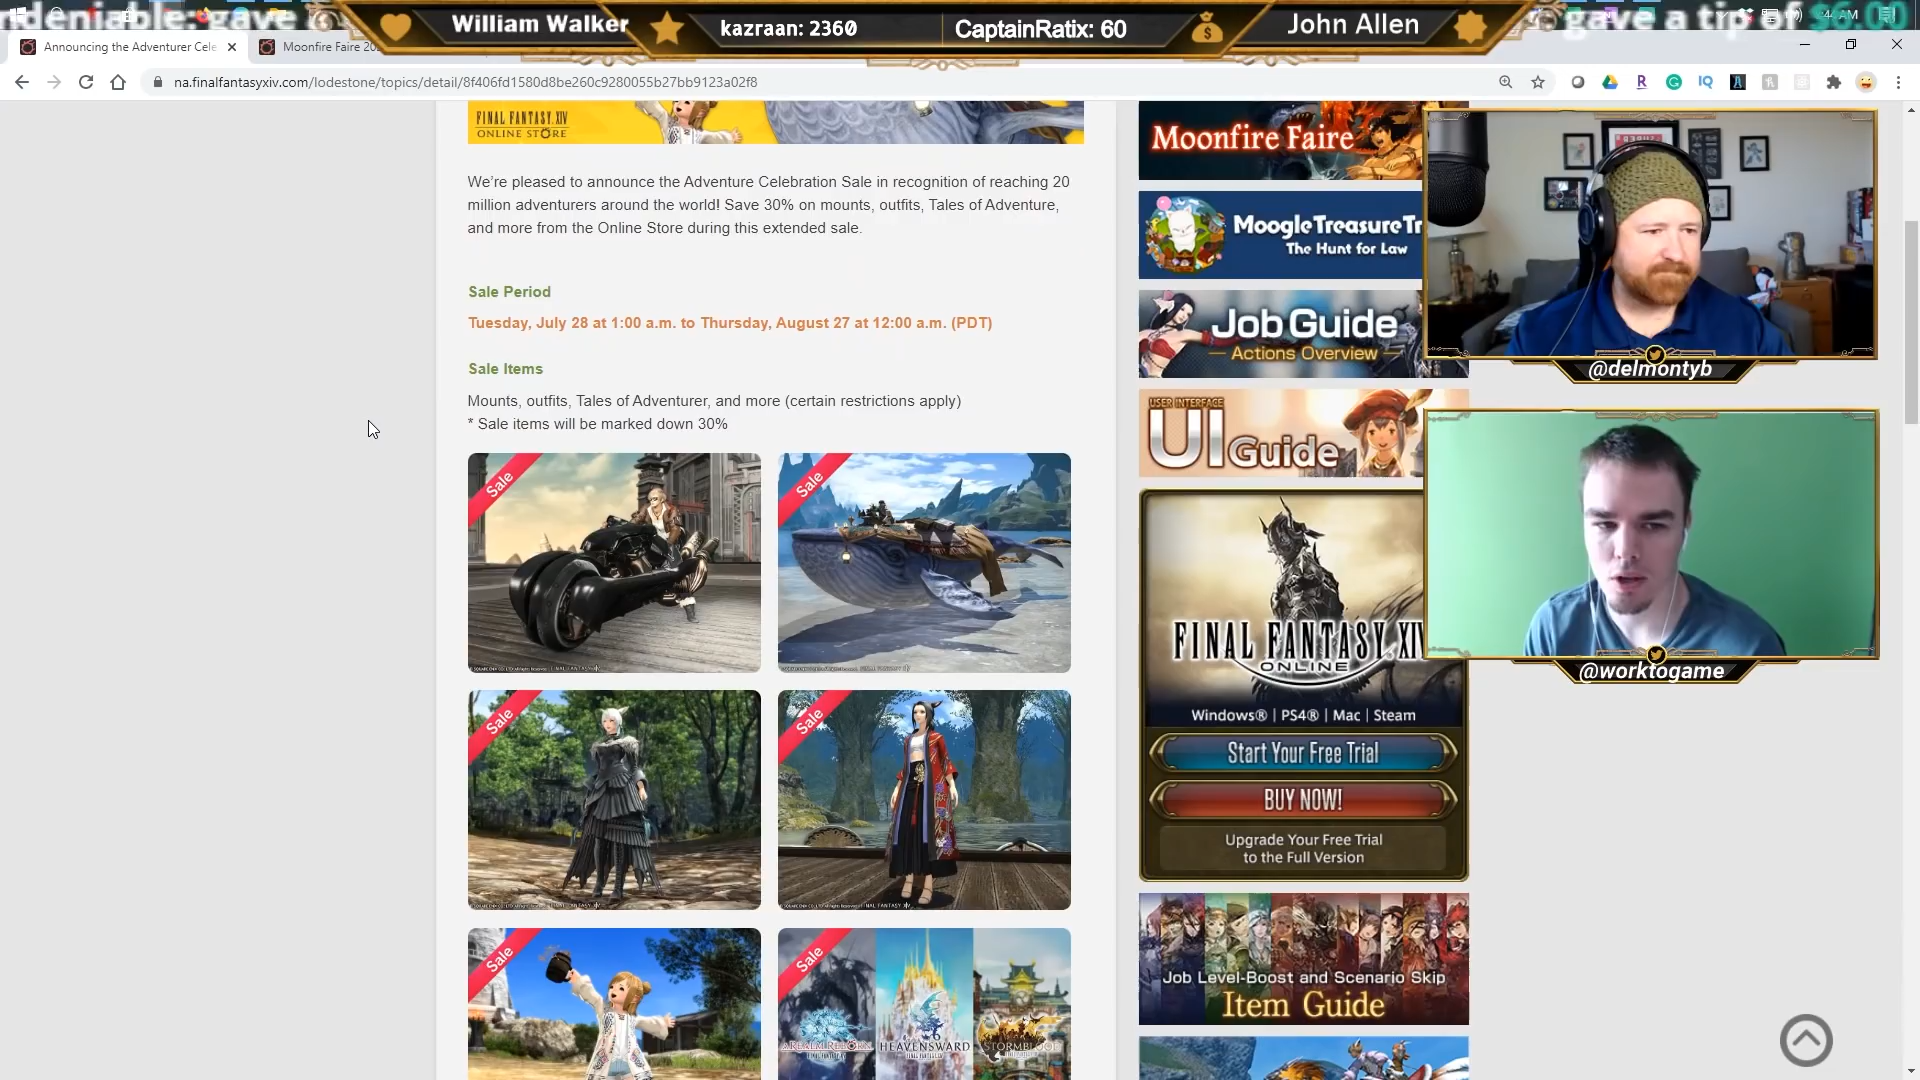 deniable: gave
William Walker
kazraan: 2360
CaptainRatix: 60
John Allen
gave a tip of $5.00
AM
Announcing the Adventurer Cele
Moonfire Faire 20
na.finalfantasyxiv.com/lodestone/topics/detail/8f406fd1580d8be260c9280055b27bb9123a02f8
FINAL FANTASY XIV
ONLINE STORE
We're pleased to announce the Adventure Celebration Sale in recognition of reaching 20
million adventurers around the world! Save 30% on mounts, outfits, Tales of Adventure,
and more from the Online Store during this extended sale.
Sale Period
Tuesday, July 28 at 1:00 a.m. to Thursday, August 27 at 12:00 a.m. (PDT)
Sale Items
Mounts, outfits, Tales of Adventurer, and more (certain restrictions apply)
* Sale items will be marked down 30%
Sale
Sale
Sale
Sale
Sale
Sale
A REALM REBORN
HEAVENSWARD
STORMBLOOD
Moonfire Faire
Moogle Treasure Tr
The Hunt for Law
Job Guide
Actions Overview
USER INTERFACE
UI Guide
FINAL FANTASY XIV
ONLINE
Windows® | PS4® | Mac | Steam
Start Your Free Trial
BUY NOW!
Upgrade Your Free Trial
to the Full Version
Job Level-Boost and Scenario Skip
Item Guide
@delmontyb
@worktogame